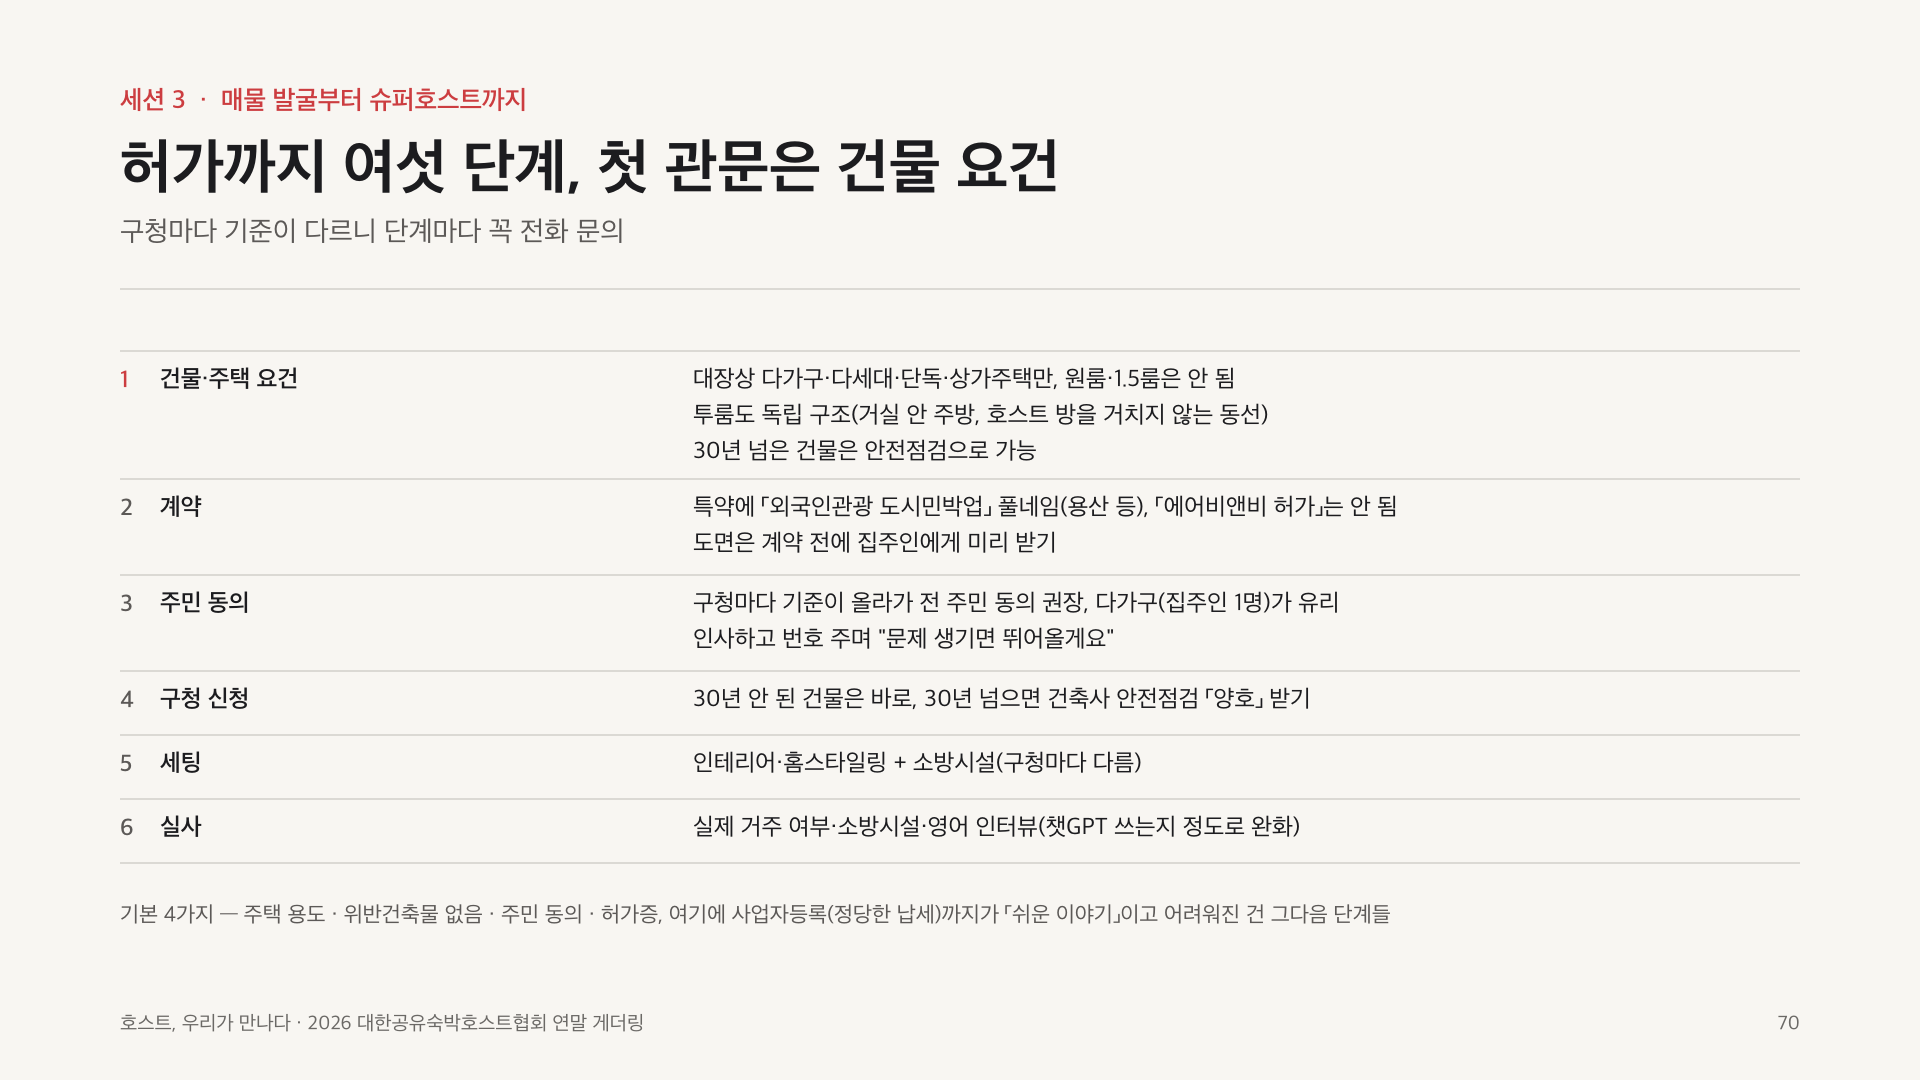 세션 3 · 매물 발굴부터 슈퍼호스트까지
허가까지 여섯 단계, 첫 관문은 건물 요건
구청마다 기준이 다르니 단계마다 꼭 전화 문의
1 건물·주택 요건 대장상 다가구·다세대·단독·상가주택만, 원룸·1.5룸은 안 됨
투룸도 독립 구조(거실 안 주방, 호스트 방을 거치지 않는 동선)
30년 넘은 건물은 안전점검으로 가능
2 계약 특약에 「외국인관광 도시민박업」 풀네임(용산 등), 「에어비앤비 허가」는 안 됨
도면은 계약 전에 집주인에게 미리 받기
3 주민 동의 구청마다 기준이 올라가 전 주민 동의 권장, 다가구(집주인 1명)가 유리
인사하고 번호 주며 "문제 생기면 뛰어올게요"
4 구청 신청 30년 안 된 건물은 바로, 30년 넘으면 건축사 안전점검 「양호」 받기
5 세팅 인테리어·홈스타일링 + 소방시설(구청마다 다름)
6 실사 실제 거주 여부·소방시설·영어 인터뷰(챗GPT 쓰는지 정도로 완화)
기본 4가지 — 주택 용도 · 위반건축물 없음 · 주민 동의 · 허가증, 여기에 사업자등록(정당한 납세)까지가 「쉬운 이야기」이고 어려워진 건 그다음 단계들
호스트, 우리가 만나다 · 2026 대한공유숙박호스트협회 연말 게더링
70